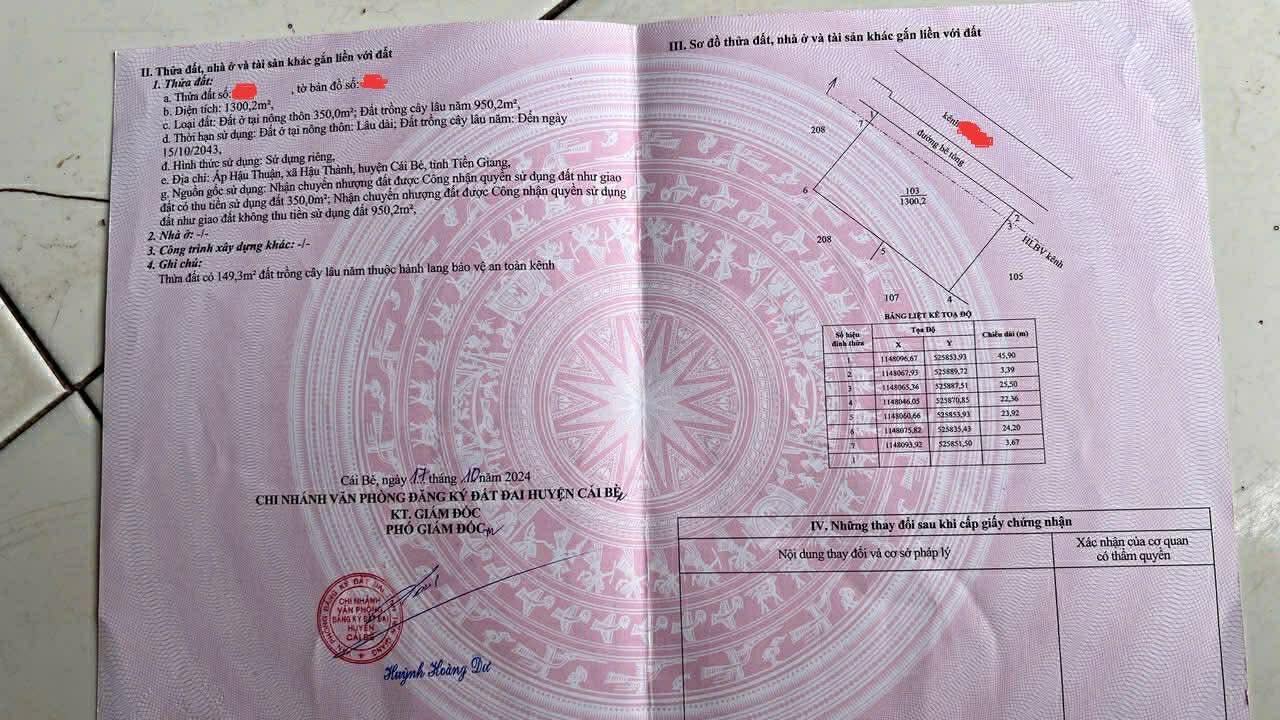 II. Thửa đất, nhà ở và tài sản khác gắn liền với đất
1. Thửa đất:
a. Thửa đất số: , tờ bản đồ số:
b. Diện tích: 1300,2m²,
c. Loại đất: Đất ở tại nông thôn 350,0m²; Đất trồng cây lâu năm 950,2m²,
d. Thời hạn sử dụng: Đất ở tại nông thôn: Lâu dài; Đất trồng cây lâu năm: Đến ngày
15/10/2043,
đ. Hình thức sử dụng: Sử dụng riêng,
e. Địa chỉ: Ấp Hậu Thuận, xã Hậu Thành, huyện Cái Bè, tỉnh Tiền Giang,
g. Nguồn gốc sử dụng: Nhận chuyển nhượng đất được Công nhận quyền sử dụng đất như giao
đất có thu tiền sử dụng đất 350,0m²; Nhận chuyển nhượng đất được Công nhận quyền sử dụng
đất như giao đất không thu tiền sử dụng đất 950,2m²,
2. Nhà ở: -/-
3. Công trình xây dựng khác: -/-
4. Ghi chú:
Thửa đất có 149,3m² đất trồng cây lâu năm thuộc hành lang bảo vệ an toàn kênh
Cái Bè, ngày 17 tháng 10 năm 2024
CHI NHÁNH VĂN PHÒNG ĐĂNG KÝ ĐẤT ĐAI HUYỆN CÁI BÈ
KT. GIÁM ĐỐC
PHÓ GIÁM ĐỐC
CHI NHÁNH
VĂN PHÒNG
ĐĂNG KÝ ĐẤT ĐAI
HUYỆN
CÁI BÈ
Huỳnh Hoàng Dư
III. Sơ đồ thửa đất, nhà ở và tài sản khác gắn liền với đất
kênh
đường bê tông
208
7
1
6
103
1300,2
2
3
HLBV kênh
208
5
105
107
4
BẢNG LIỆT KÊ TOẠ ĐỘ
Số hiệu đỉnh thửa Tọa Độ Chiều dài (m)
X Y
1 1148096,67 525853,93 45,90
2 1148067,93 525889,72 3,39
3 1148065,36 525887,51 25,50
4 1148046,05 525870,85 22,36
5 1148060,66 525853,93 23,92
6 1148075,82 525835,43 24,20
7 1148093,92 525851,50 3,67
1
IV. Những thay đổi sau khi cấp giấy chứng nhận
Nội dung thay đổi và cơ sở pháp lý
Xác nhận của cơ quan
có thẩm quyền